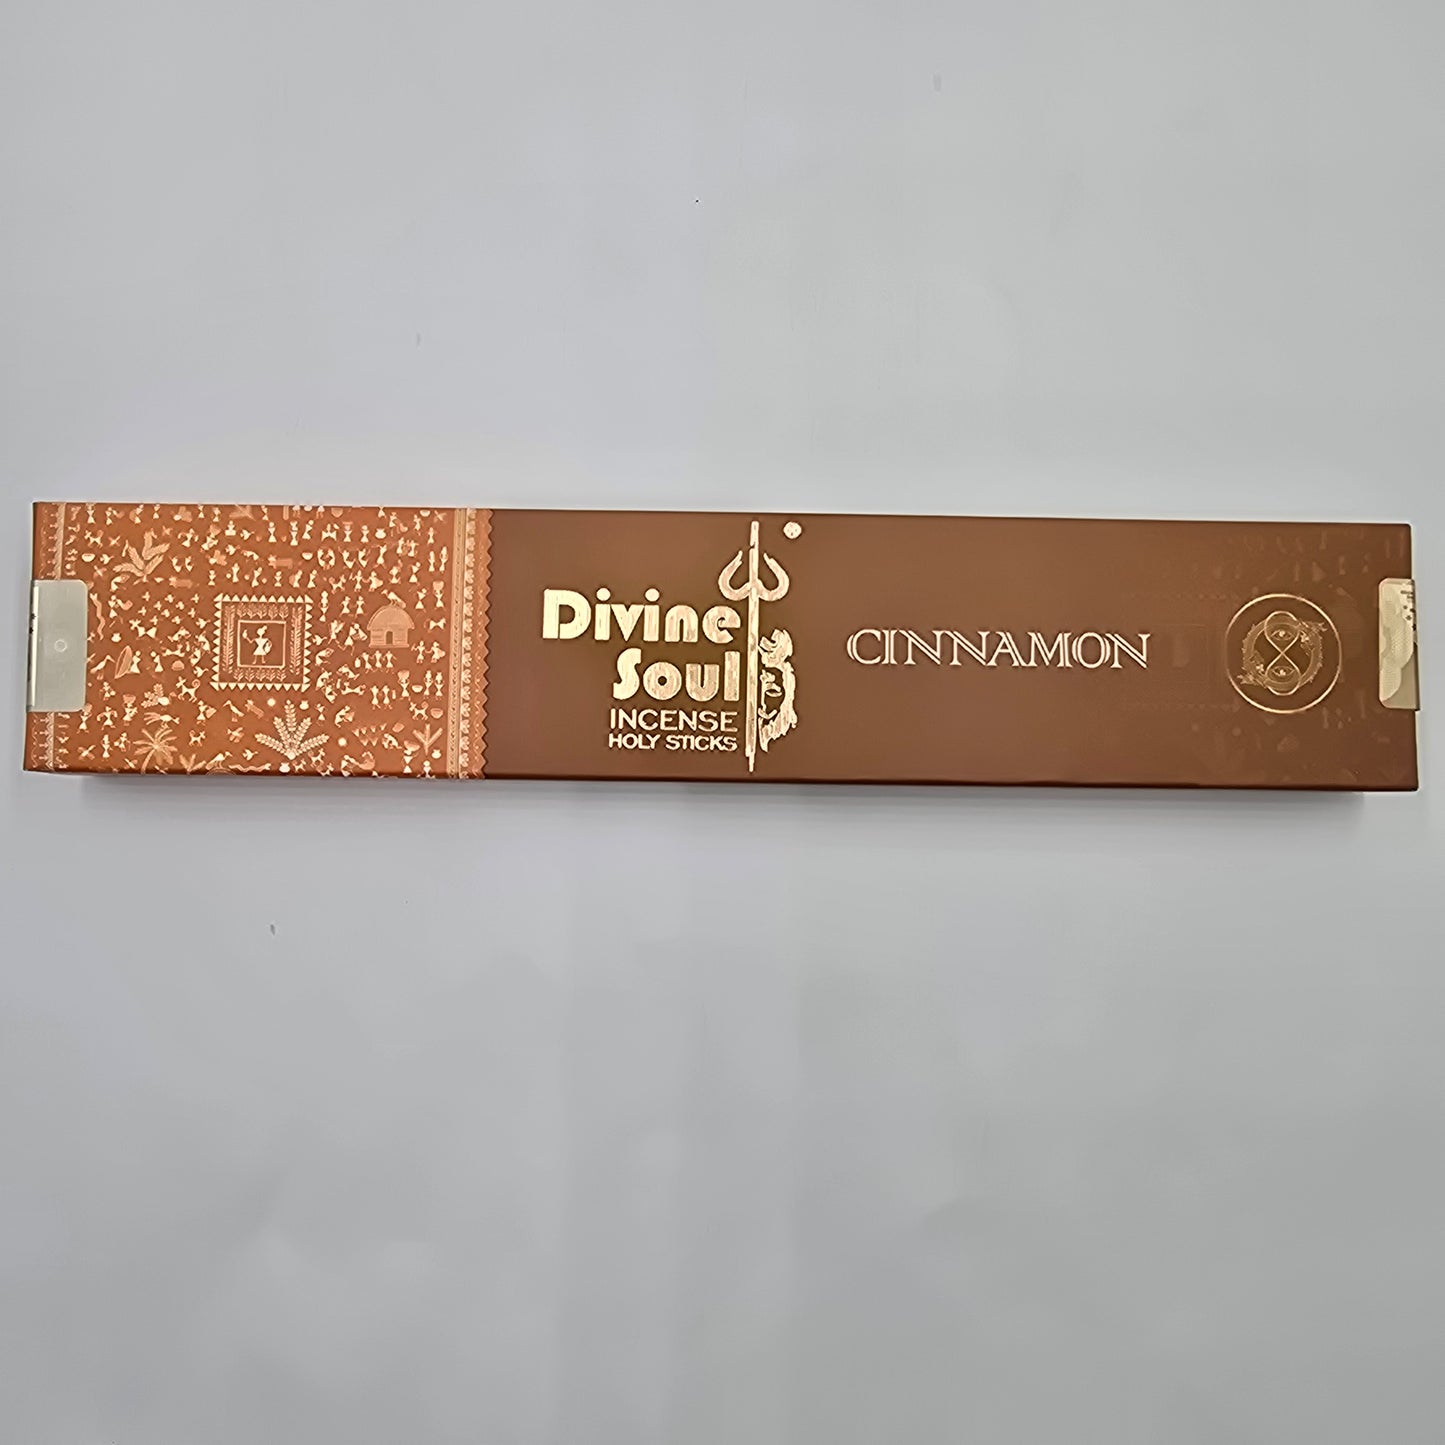 Divine
Soul
INCENSE
HOLY STICKS
CINNAMON